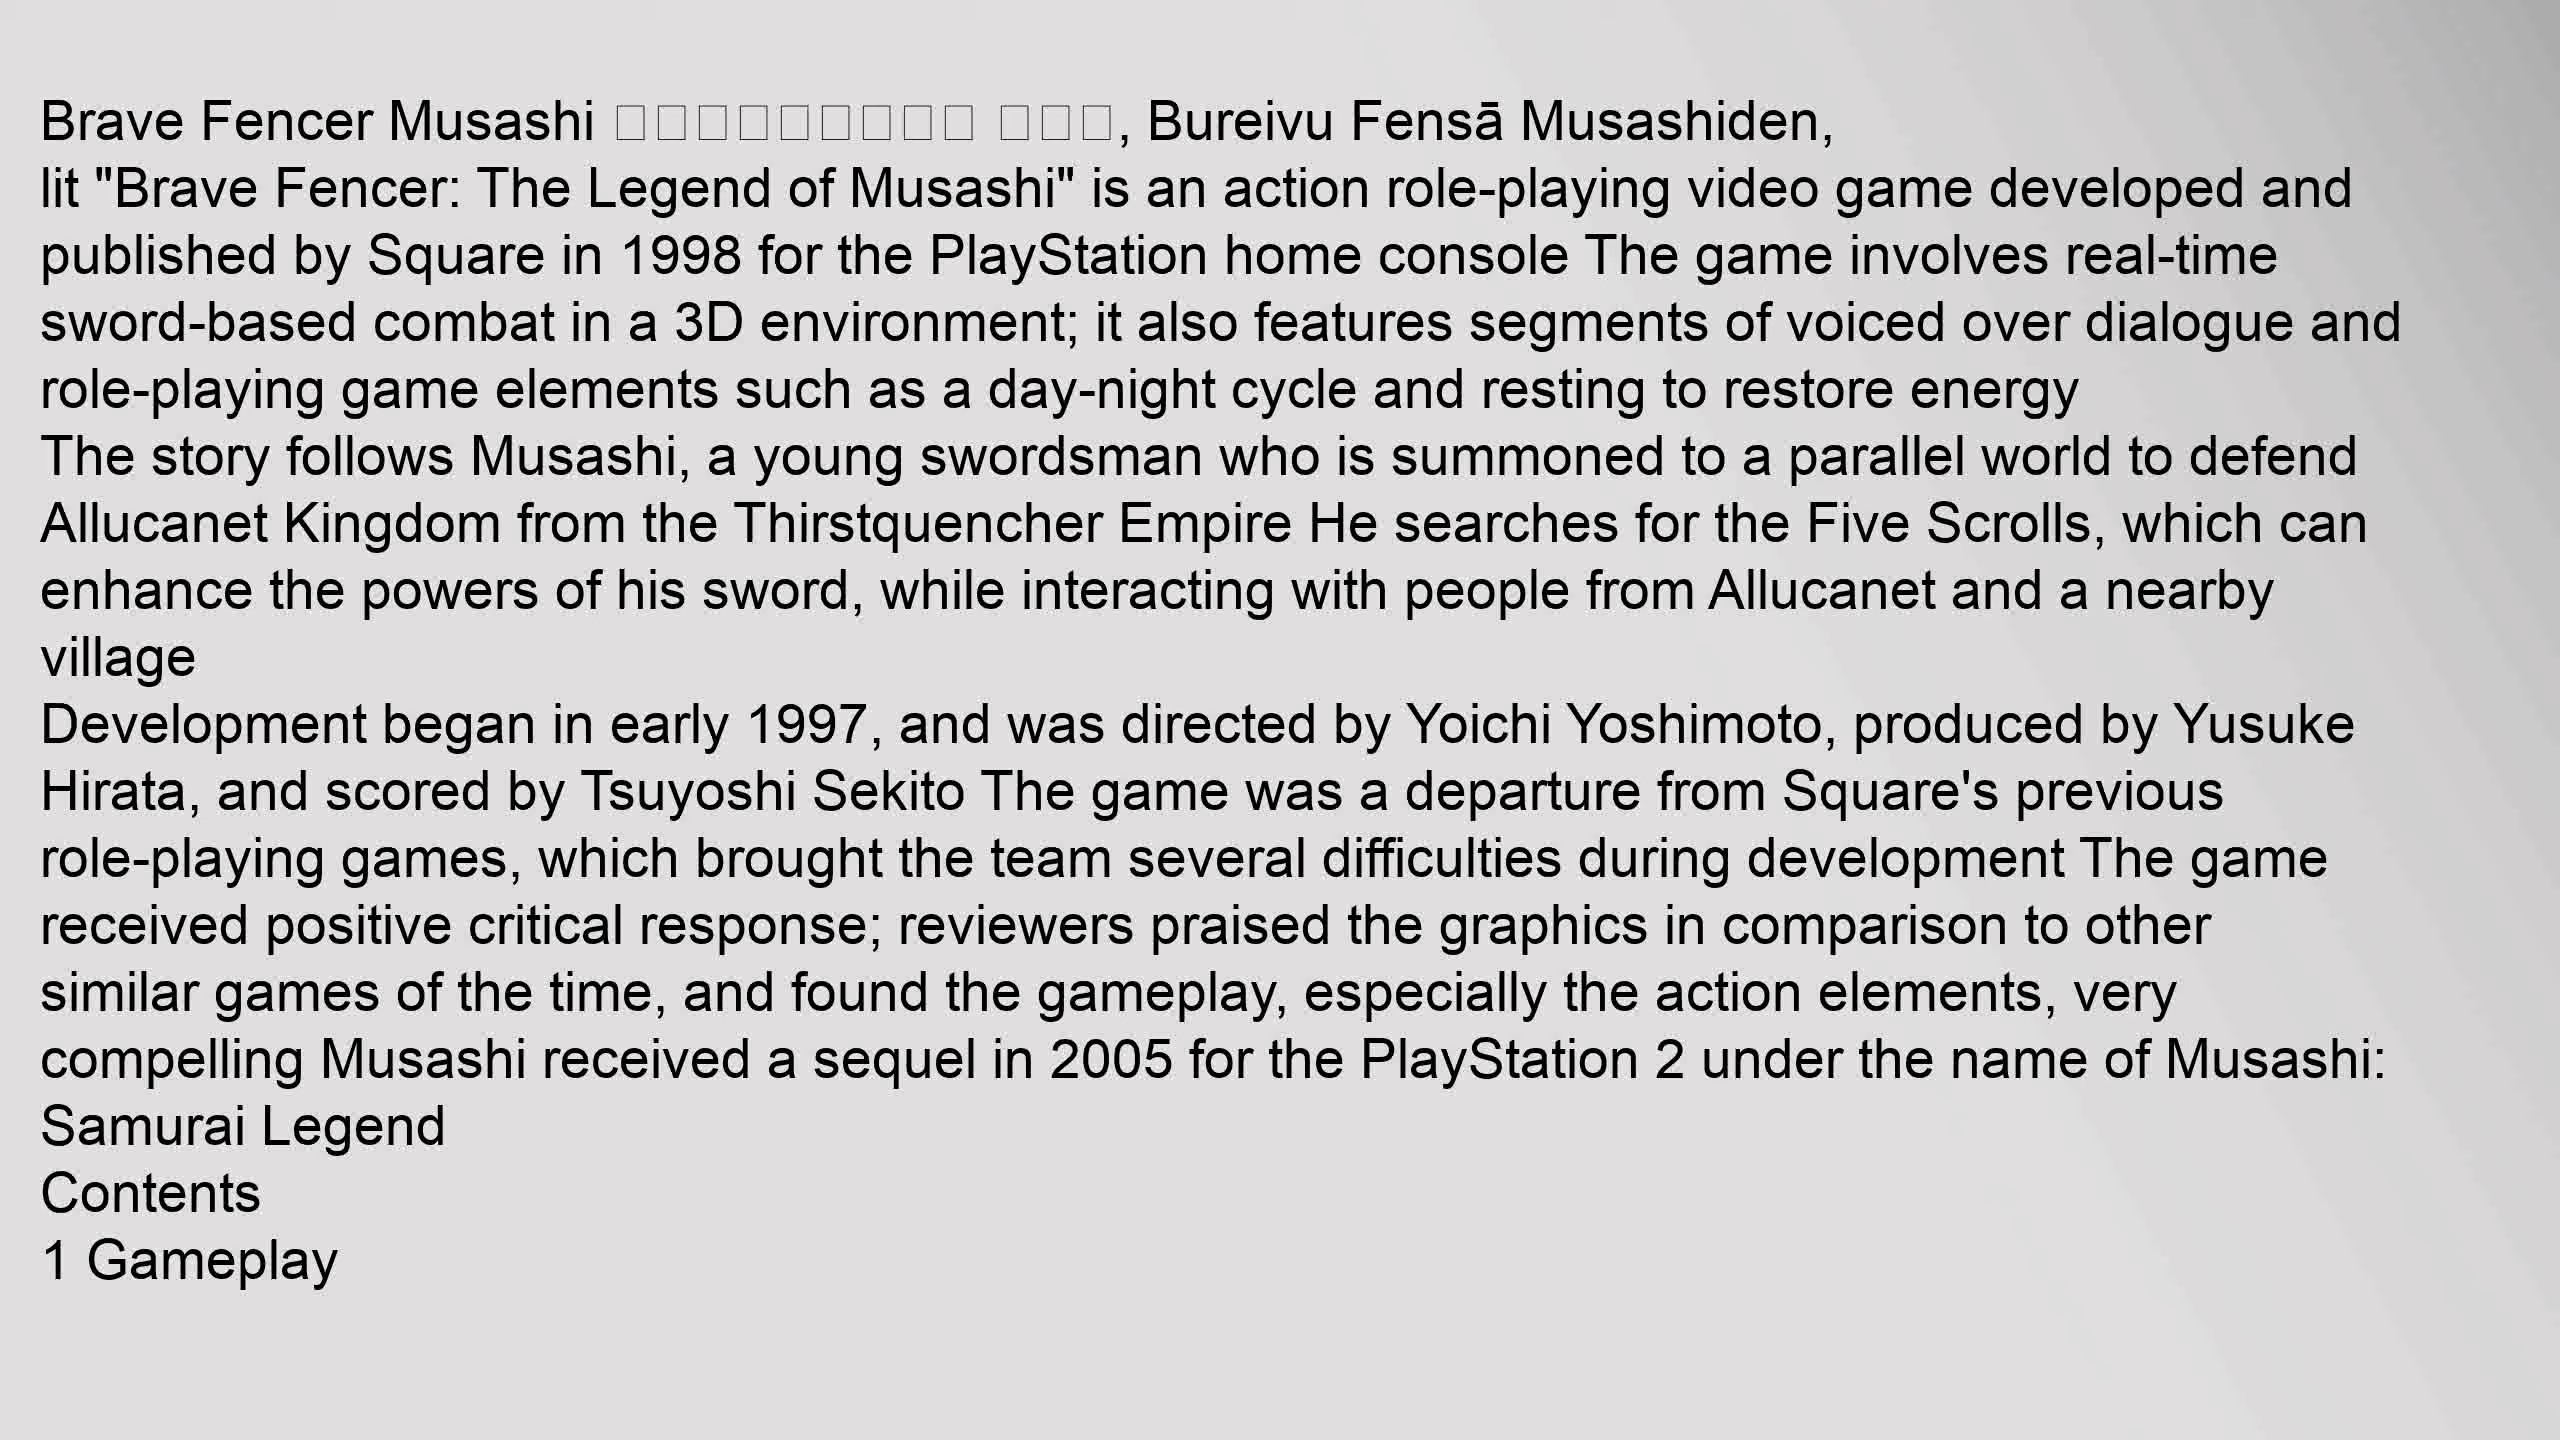 Brave Fencer Musashi □□□□□□□□□ □□□, Bureivu Fensā Musashiden,
lit "Brave Fencer: The Legend of Musashi" is an action role-playing video game developed and
published by Square in 1998 for the PlayStation home console The game involves real-time
sword-based combat in a 3D environment; it also features segments of voiced over dialogue and
role-playing game elements such as a day-night cycle and resting to restore energy
The story follows Musashi, a young swordsman who is summoned to a parallel world to defend
Allucanet Kingdom from the Thirstquencher Empire He searches for the Five Scrolls, which can
enhance the powers of his sword, while interacting with people from Allucanet and a nearby
village
Development began in early 1997, and was directed by Yoichi Yoshimoto, produced by Yusuke
Hirata, and scored by Tsuyoshi Sekito The game was a departure from Square's previous
role-playing games, which brought the team several difficulties during development The game
received positive critical response; reviewers praised the graphics in comparison to other
similar games of the time, and found the gameplay, especially the action elements, very
compelling Musashi received a sequel in 2005 for the PlayStation 2 under the name of Musashi:
Samurai Legend
Contents
1 Gameplay